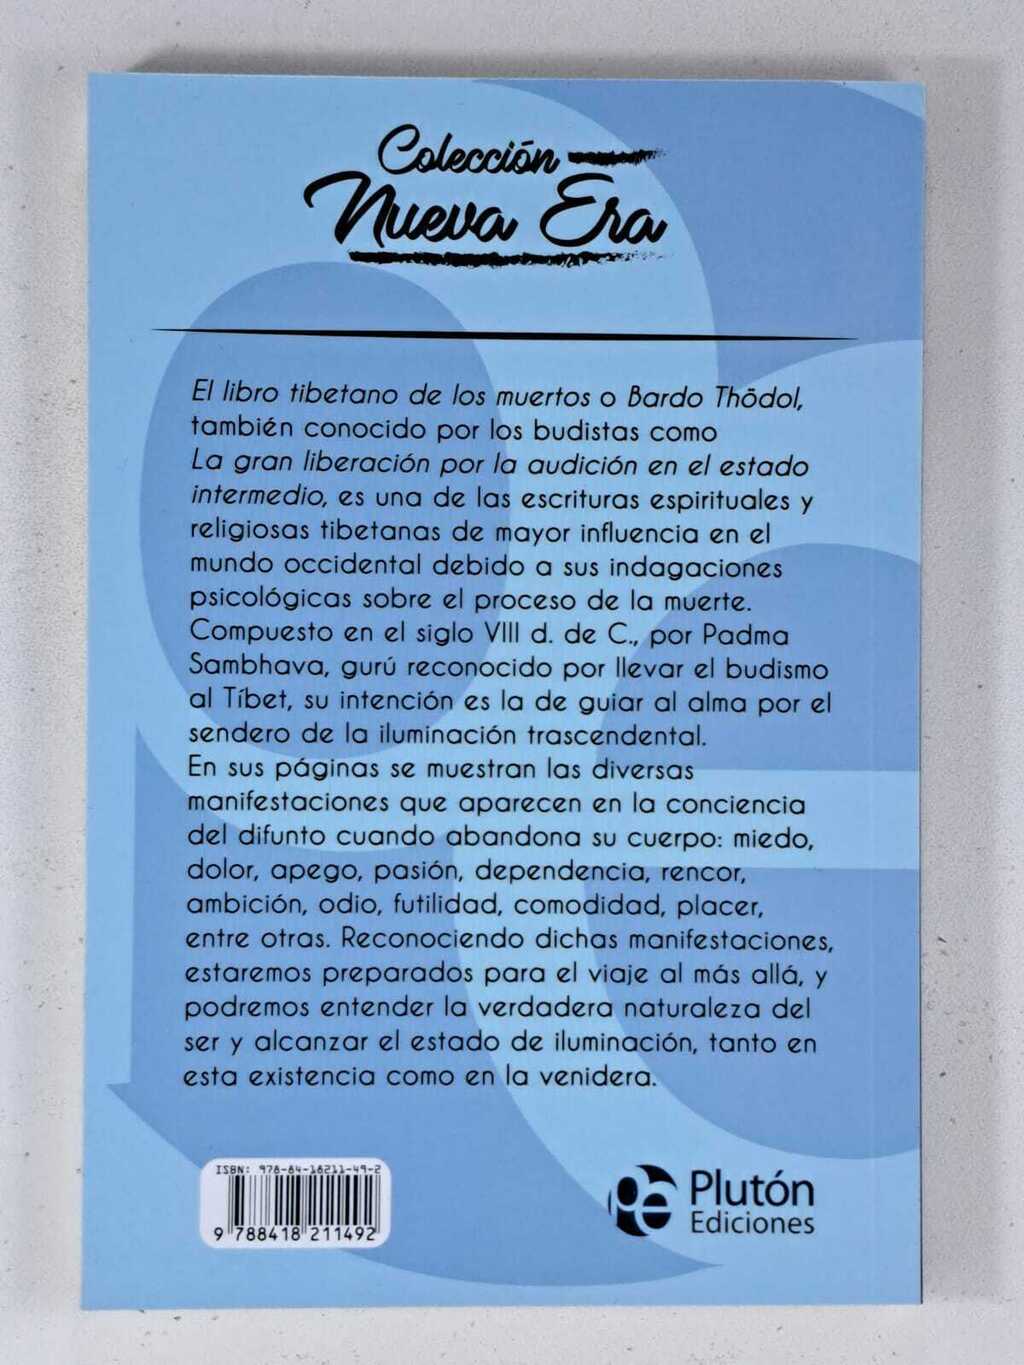 Colección
Nueva Era
El libro tibetano de los muertos o Bardo Thödol,
también conocido por los budistas como
La gran liberación por la audición en el estado
intermedio, es una de las escrituras espirituales y
religiosas tibetanas de mayor influencia en el
mundo occidental debido a sus indagaciones
psicológicas sobre el proceso de la muerte.
Compuesto en el siglo VIII d. de C., por Padma
Sambhava, gurú reconocido por llevar el budismo
al Tíbet, su intención es la de guiar al alma por el
sendero de la iluminación trascendental.
En sus páginas se muestran las diversas
manifestaciones que aparecen en la conciencia
del difunto cuando abandona su cuerpo: miedo,
dolor, apego, pasión, dependencia, rencor,
ambición, odio, futilidad, comodidad, placer,
entre otras. Reconociendo dichas manifestaciones,
estaremos preparados para el viaje al más allá, y
podremos entender la verdadera naturaleza del
ser y alcanzar el estado de iluminación, tanto en
esta existencia como en la venidera.
ISBN: 978-84-18211-49-2
9 788418 211492
pe Plutón
Ediciones